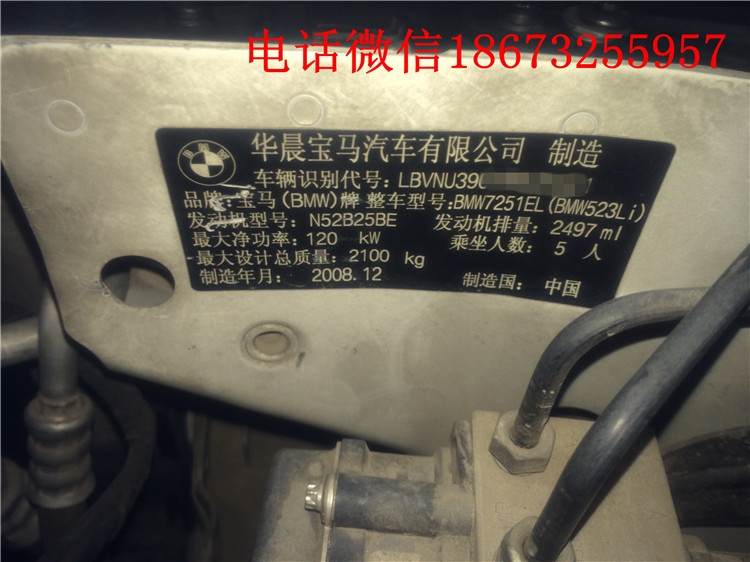 电话微信18673255957
华晨宝马汽车有限公司 制造
车辆识别代号: LBVNU390
品牌: 宝马(BMW)牌 整车型号: BMW7251EL(BMW523Li)
发动机型号: N52B25BE 发动机排量: 2497 ml
最大净功率: 120 kW 乘坐人数: 5 人
最大设计总质量: 2100 kg
制造年月: 2008.12 制造国: 中国